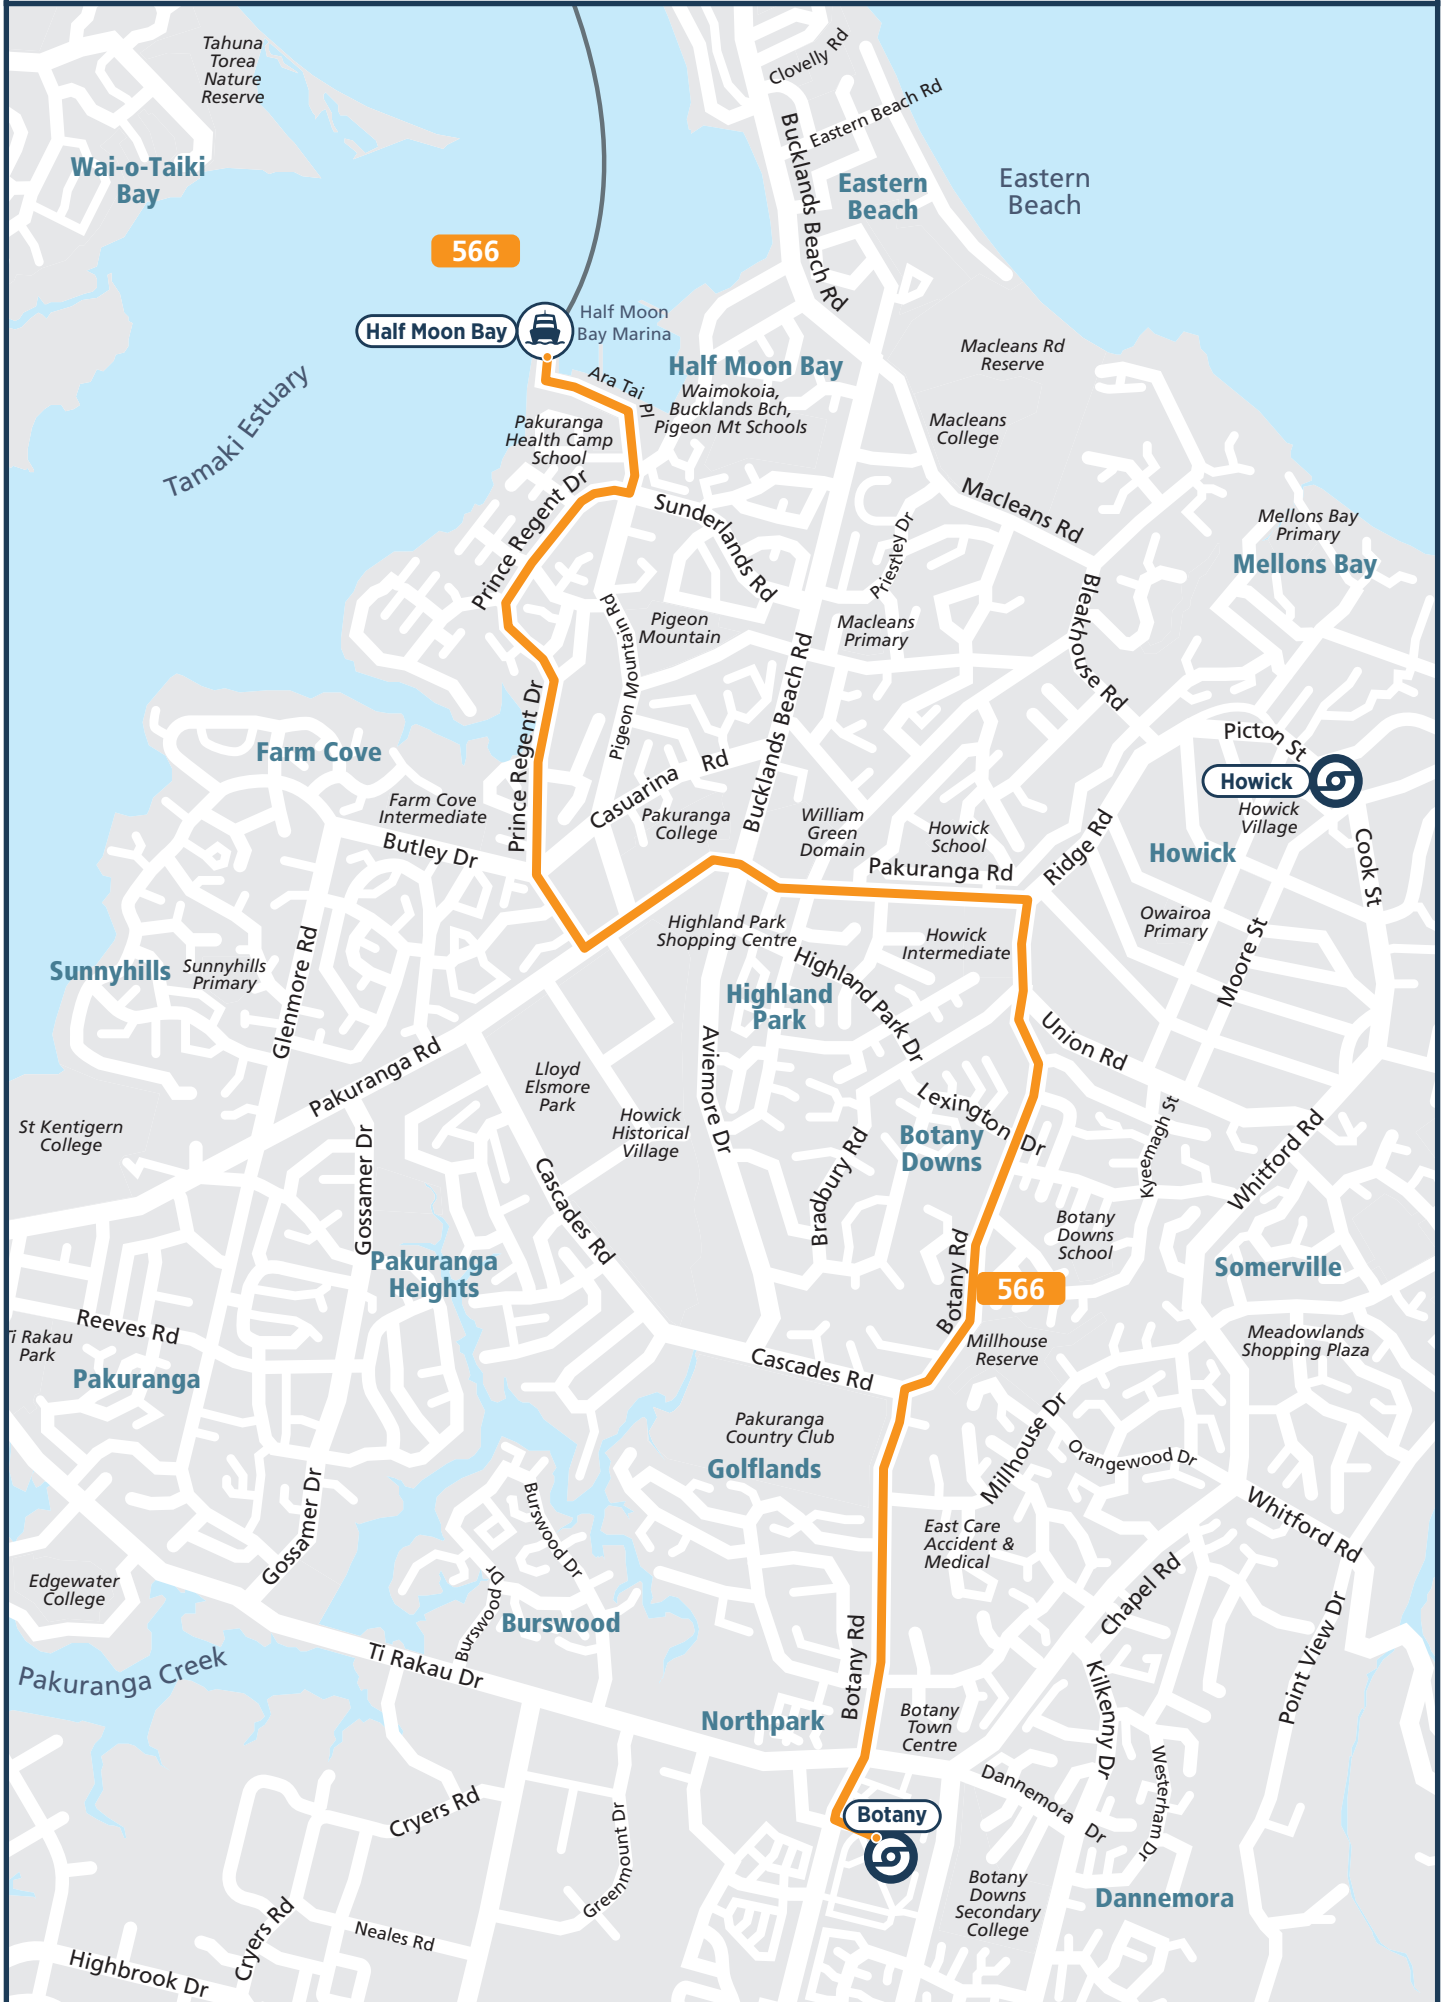 Tahuna
Torea
Nature
Reserve
Clovelly Rd
Eastern Beach Rd
Bucklands Beach Rd
Wai-o-Taiki
Bay
Eastern
Beach
Eastern
Beach
566
Half Moon Bay
Half Moon
Bay Marina
Half Moon Bay
Ara Tai Pl
Waimokoia,
Bucklands Bch,
Pigeon Mt Schools
Macleans Rd
Reserve
Macleans
College
Tamaki Estuary
Pakuranga
Health Camp
School
Prince Regent Dr
Sunderlands Rd
Macleans Rd
Priestley Dr
Mellons Bay
Primary
Mellons Bay
Pigeon Mountain Rd
Pigeon
Mountain
Macleans
Primary
Bleakhouse Rd
Bucklands Beach Rd
Prince Regent Dr
Picton St
Farm Cove
Casuarina Rd
Howick
Howick
Village
Farm Cove
Intermediate
Butley Dr
Pakuranga
College
William
Green
Domain
Howick
School
Pakuranga Rd
Ridge Rd
Howick
Cook St
Highland Park
Shopping Centre
Howick
Intermediate
Owairoa
Primary
Moore St
Sunnyhills
Sunnyhills
Primary
Glenmore Rd
Highland Park Dr
Highland
Park
Aviemore Dr
Union Rd
Pakuranga Rd
Lloyd
Elsmore
Park
Lexington Dr
Howick
Historical
Village
St Kentigern
College
Gossamer Dr
Botany
Downs
Bradbury Rd
Kyeemagh St
Whitford Rd
Cascades Rd
Botany
Downs
School
Pakuranga
Heights
Botany Rd
566
Somerville
Reeves Rd
Ti Rakau
Park
Pakuranga
Millhouse
Reserve
Meadowlands
Shopping Plaza
Cascades Rd
Pakuranga
Country Club
Golflands
Millhouse Dr
Orangewood Dr
Gossamer Dr
Burswood Dr
Whitford Rd
East Care
Accident &
Medical
Edgewater
College
Burswood Dr
Burswood
Chapel Rd
Point View Dr
Pakuranga Creek
Ti Rakau Dr
Botany Rd
Kilkenny Dr
Northpark
Botany
Town
Centre
Westerham Dr
Dannemora Dr
Cryers Rd
Greenmount Dr
Botany
Botany
Downs
Secondary
College
Dannemora
Cryers Rd
Neales Rd
Highbrook Dr